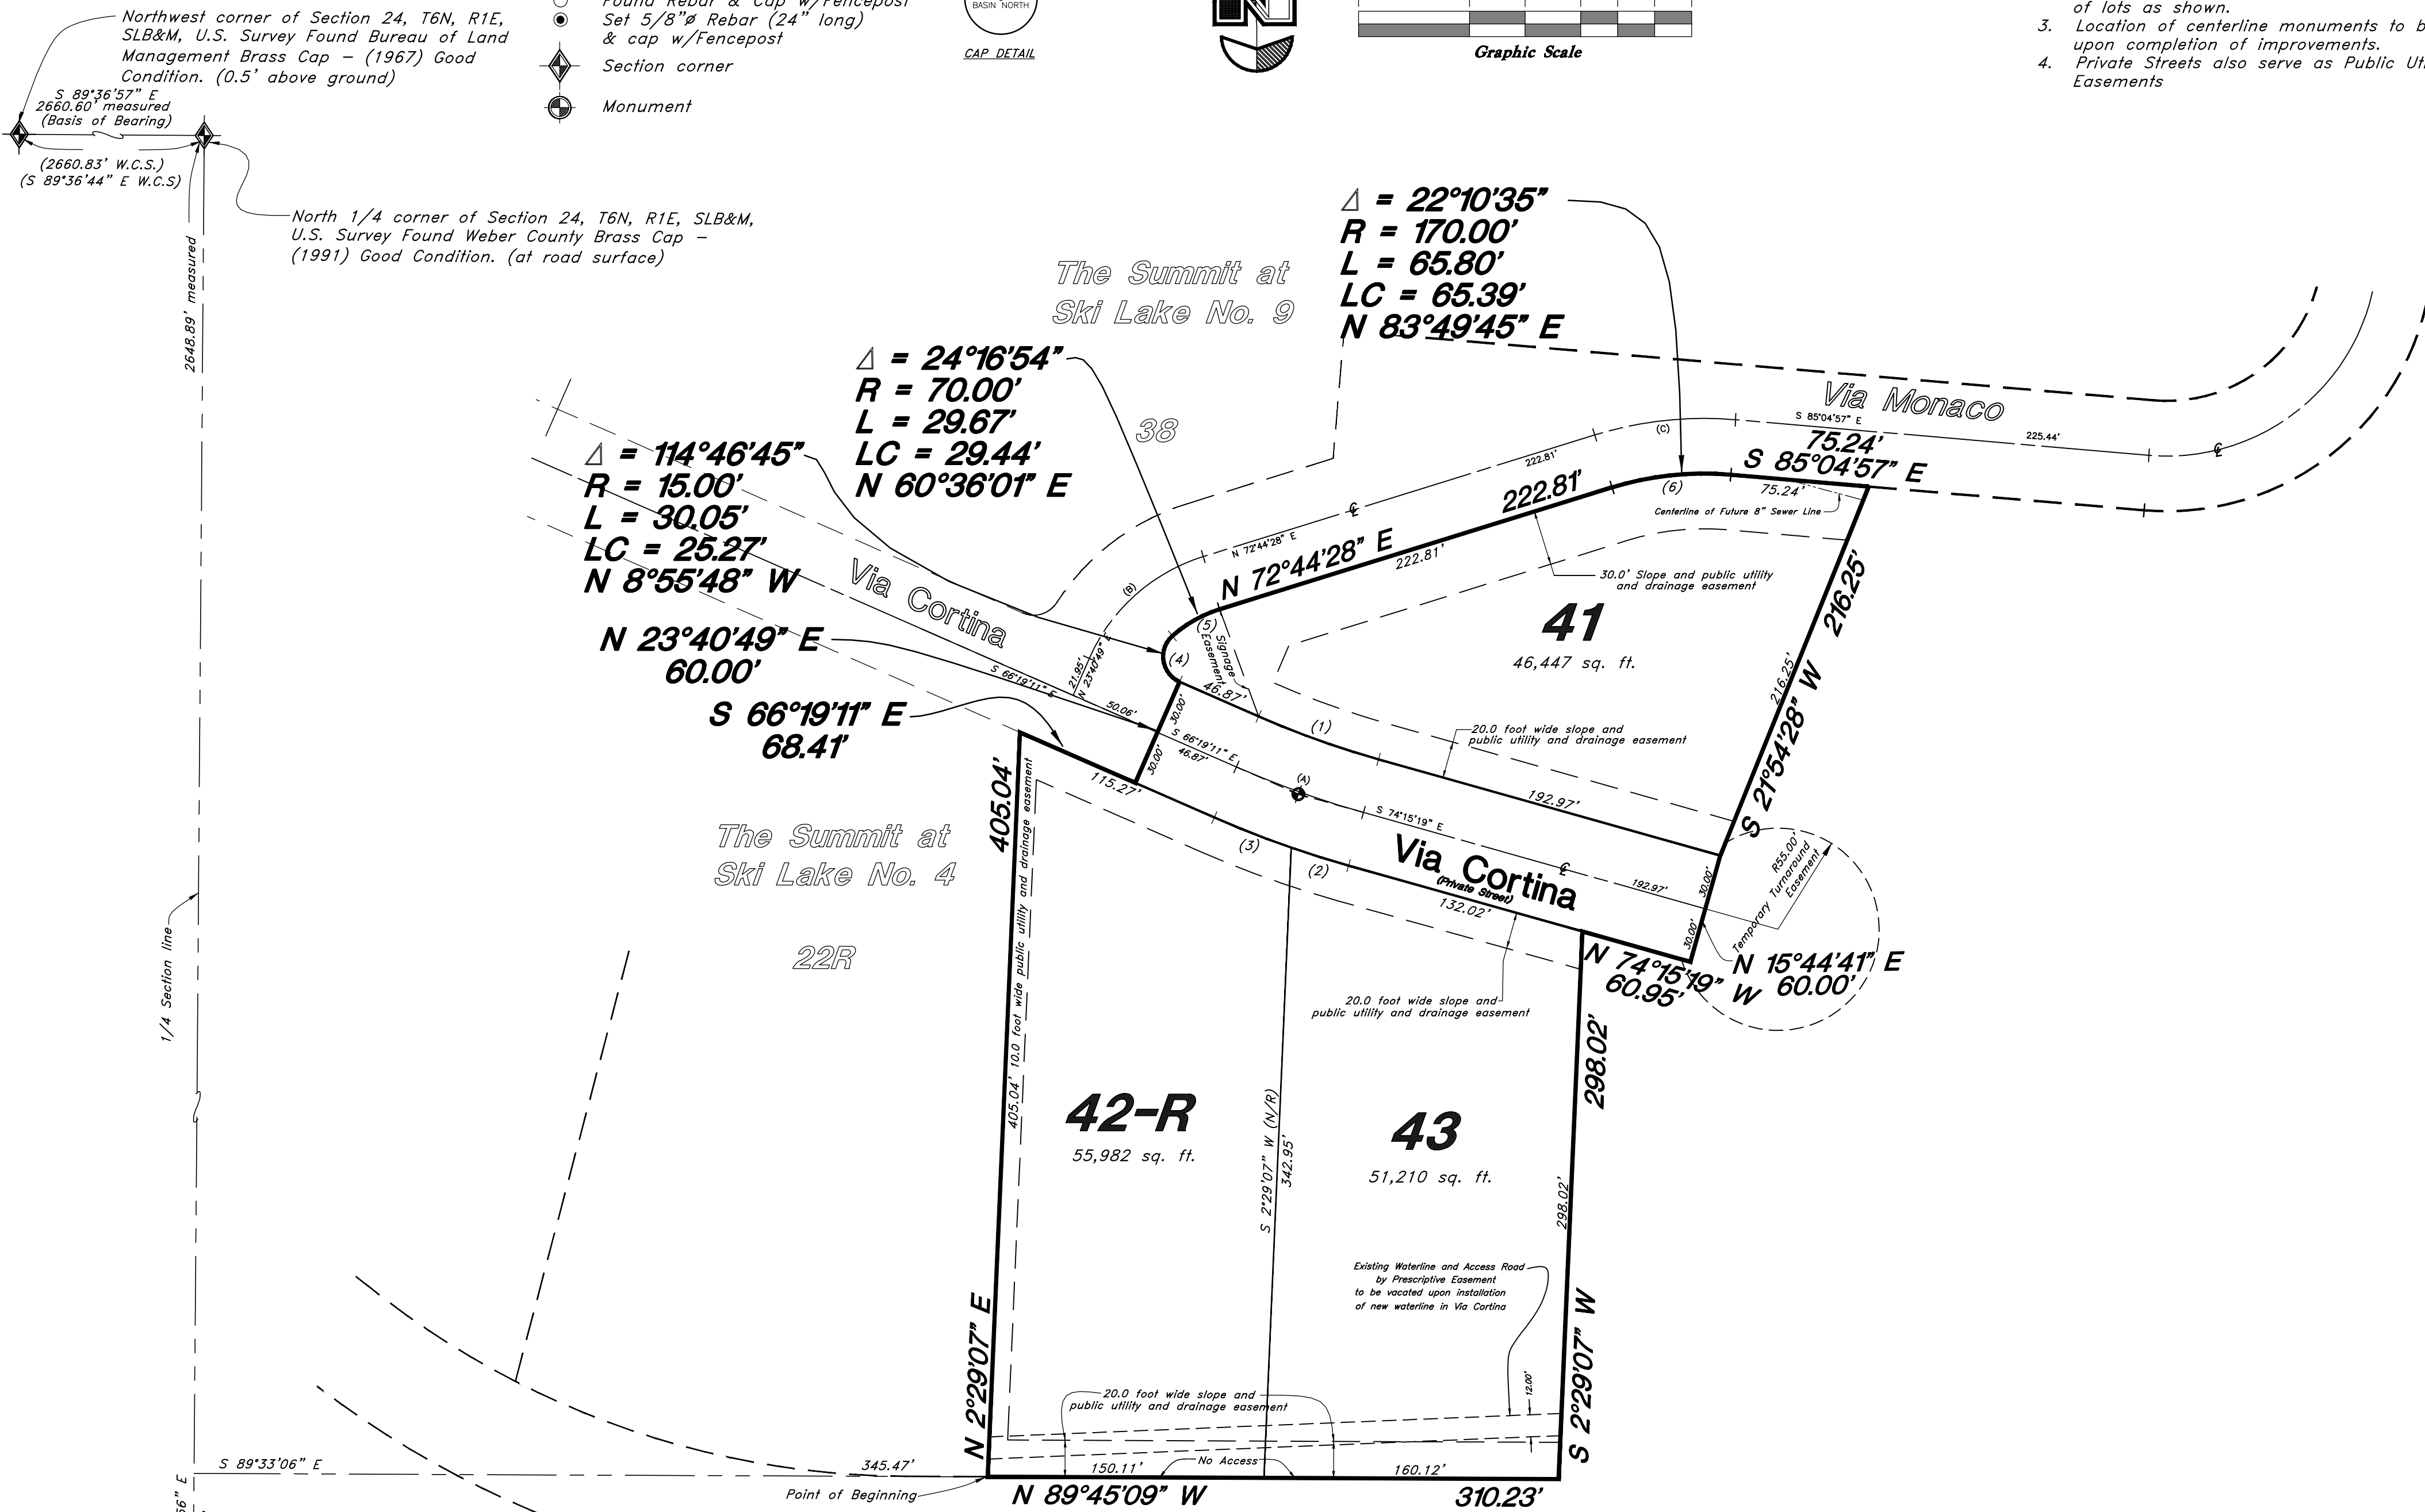 Northwest corner of Section 24, T6N, R1E,
SLB&M, U.S. Survey Found Bureau of Land
Management Brass Cap – (1967) Good
Condition. (0.5' above ground)
S 89°36'57" E
2660.60' measured
(Basis of Bearing)
(2660.83' W.C.S.)
(S 89°36'44" E W.C.S)
North 1/4 corner of Section 24, T6N, R1E, SLB&M,
U.S. Survey Found Weber County Brass Cap –
(1991) Good Condition. (at road surface)
2648.89' measured
1/4 Section line
Found Rebar & Cap w/Fencepost
Set 5/8"ø Rebar (24" long)
& cap w/Fencepost
Section corner
Monument
BASIN NORTH
CAP DETAIL
N
Graphic Scale
of lots as shown.
3. Location of centerline monuments to b
upon completion of improvements.
4. Private Streets also serve as Public Ut
Easements
The Summit at
Ski Lake No. 9
38
Δ = 22°10'35"
R = 170.00'
L = 65.80'
LC = 65.39'
N 83°49'45" E
Δ = 24°16'54"
R = 70.00'
L = 29.67'
LC = 29.44'
N 60°36'01" E
Δ = 114°46'45"
R = 15.00'
L = 30.05'
LC = 25.27'
N 8°55'48" W
N 23°40'49" E
60.00'
S 66°19'11" E
68.41'
Via Monaco
S 85°04'57" E
225.44'
75.24'
S 85°04'57" E
75.24'
Centerline of Future 8" Sewer Line
(C)
222.81'
℄
℄
N 72°44'28" E
(B)
222.81'
N 72°44'28" E
222.81'
(6)
30.0' Slope and public utility
and drainage easement
41
46,447 sq. ft.
216.25'
216.25'
S 21°54'28" W
Via Cortina
S 66°19'11" E
21.95'
N 23°40'49" E
50.06'
(5)
(4)
Signage
Easement
46.87'
30.00'
30.00'
S 66°19'11" E
46.87'
(1)
20.0 foot wide slope and
public utility and drainage easement
192.97'
(A)
S 74°15'19" E
℄
192.97'
Via Cortina
(Private Street)
132.02'
115.27'
(3)
(2)
30.00'
30.00'
R55.00'
Temporary Turnaround
Easement
N 15°44'41" E
60.00'
N 74°15'19" W
60.95'
20.0 foot wide slope and
public utility and drainage easement
The Summit at
Ski Lake No. 4
22R
405.04'
N 2°29'07" E
405.04' 10.0 foot wide public utility and drainage easement
42-R
55,982 sq. ft.
S 2°29'07" W (N/R)
342.95'
43
51,210 sq. ft.
298.02'
298.02'
S 2°29'07" W
Existing Waterline and Access Road
by Prescriptive Easement
to be vacated upon installation
of new waterline in Via Cortina
12.00'
20.0 foot wide slope and
public utility and drainage easement
S 89°33'06" E
345.47'
Point of Beginning
150.11'
No Access
160.12'
N 89°45'09" W
310.23'